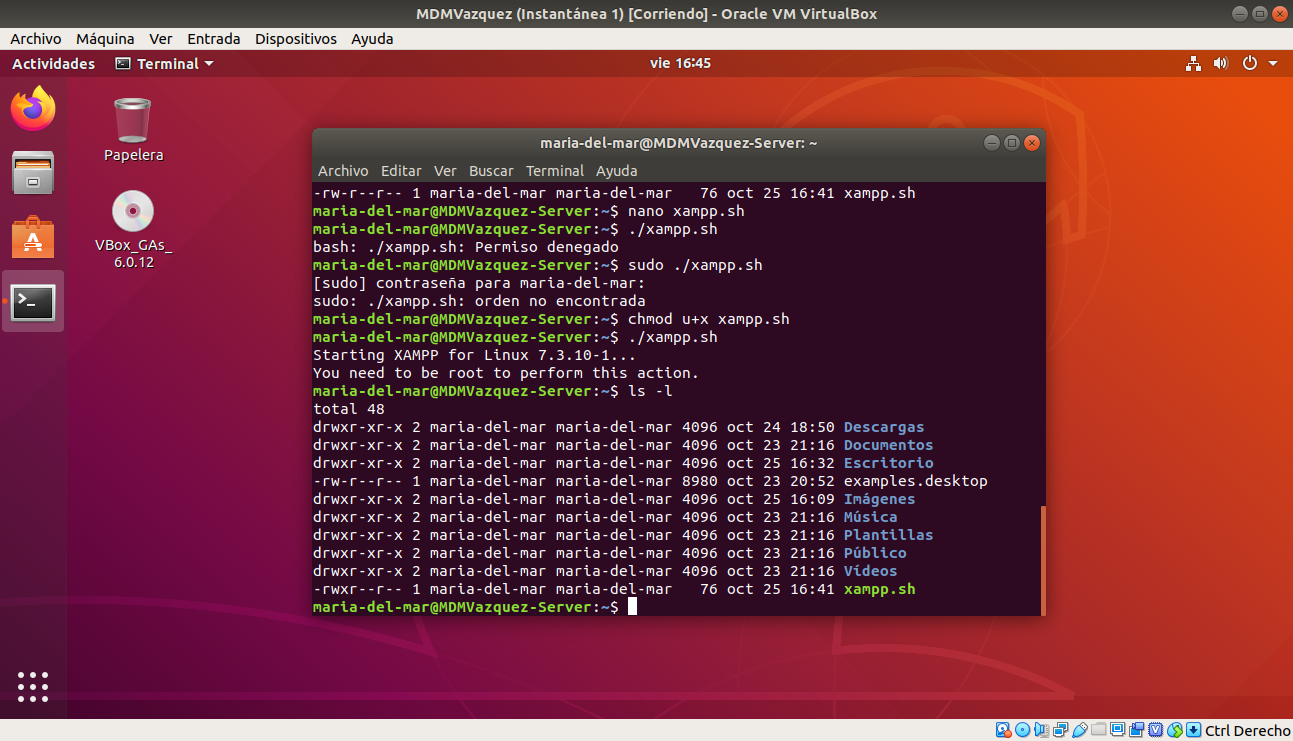 MDMVazquez (Instantánea 1) [Corriendo] - Oracle VM VirtualBox
Archivo Máquina Ver Entrada Dispositivos Ayuda
Actividades Terminal vie 16:45
Papelera
VBox_GAs_
6.0.12
maria-del-mar@MDMVazquez-Server: ~
Archivo Editar Ver Buscar Terminal Ayuda
-rw-r--r-- 1 maria-del-mar maria-del-mar   76 oct 25 16:41 xampp.sh
maria-del-mar@MDMVazquez-Server:~$ nano xampp.sh
maria-del-mar@MDMVazquez-Server:~$ ./xampp.sh
bash: ./xampp.sh: Permiso denegado
maria-del-mar@MDMVazquez-Server:~$ sudo ./xampp.sh
[sudo] contraseña para maria-del-mar:
sudo: ./xampp.sh: orden no encontrada
maria-del-mar@MDMVazquez-Server:~$ chmod u+x xampp.sh
maria-del-mar@MDMVazquez-Server:~$ ./xampp.sh
Starting XAMPP for Linux 7.3.10-1...
You need to be root to perform this action.
maria-del-mar@MDMVazquez-Server:~$ ls -l
total 48
drwxr-xr-x 2 maria-del-mar maria-del-mar 4096 oct 24 18:50 Descargas
drwxr-xr-x 2 maria-del-mar maria-del-mar 4096 oct 23 21:16 Documentos
drwxr-xr-x 2 maria-del-mar maria-del-mar 4096 oct 25 16:32 Escritorio
-rw-r--r-- 1 maria-del-mar maria-del-mar 8980 oct 23 20:52 examples.desktop
drwxr-xr-x 2 maria-del-mar maria-del-mar 4096 oct 25 16:09 Imágenes
drwxr-xr-x 2 maria-del-mar maria-del-mar 4096 oct 23 21:16 Música
drwxr-xr-x 2 maria-del-mar maria-del-mar 4096 oct 23 21:16 Plantillas
drwxr-xr-x 2 maria-del-mar maria-del-mar 4096 oct 23 21:16 Público
drwxr-xr-x 2 maria-del-mar maria-del-mar 4096 oct 23 21:16 Vídeos
-rwxr--r-- 1 maria-del-mar maria-del-mar   76 oct 25 16:41 xampp.sh
maria-del-mar@MDMVazquez-Server:~$
Ctrl Derecho